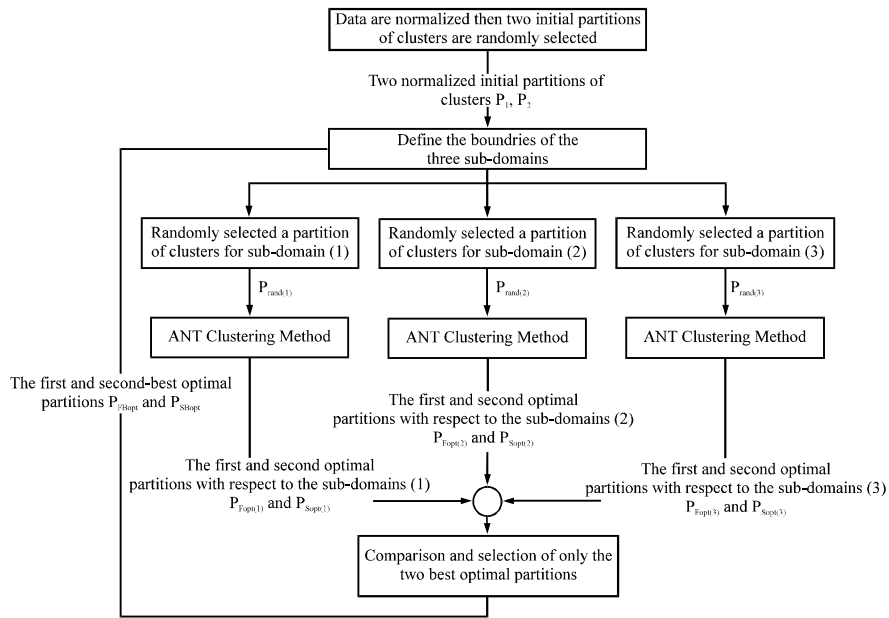 Data are normalized then two initial partitions
of clusters are randomly selected
Two normalized initial partitions of
clusters P1, P2
Define the boundries of the
three sub-domains
Randomly selected a partition
of clusters for sub-domain (1)
Randomly selected a partition
of clusters for sub-domain (2)
Randomly selected a partition
of clusters for sub-domain (3)
Prand(1)
Prand(2)
Prand(3)
ANT Clustering Method
ANT Clustering Method
ANT Clustering Method
The first and second-best optimal
partitions PFBopt and PSBopt
The first and second optimal
partitions with respect to the sub-domains (2)
PFopt(2) and PSopt(2)
The first and second optimal
partitions with respect to the sub-domains (1)
PFopt(1) and PSopt(1)
The first and second optimal
partitions with respect to the sub-domains (3)
PFopt(3) and PSopt(3)
Comparison and selection of only the
two best optimal partitions